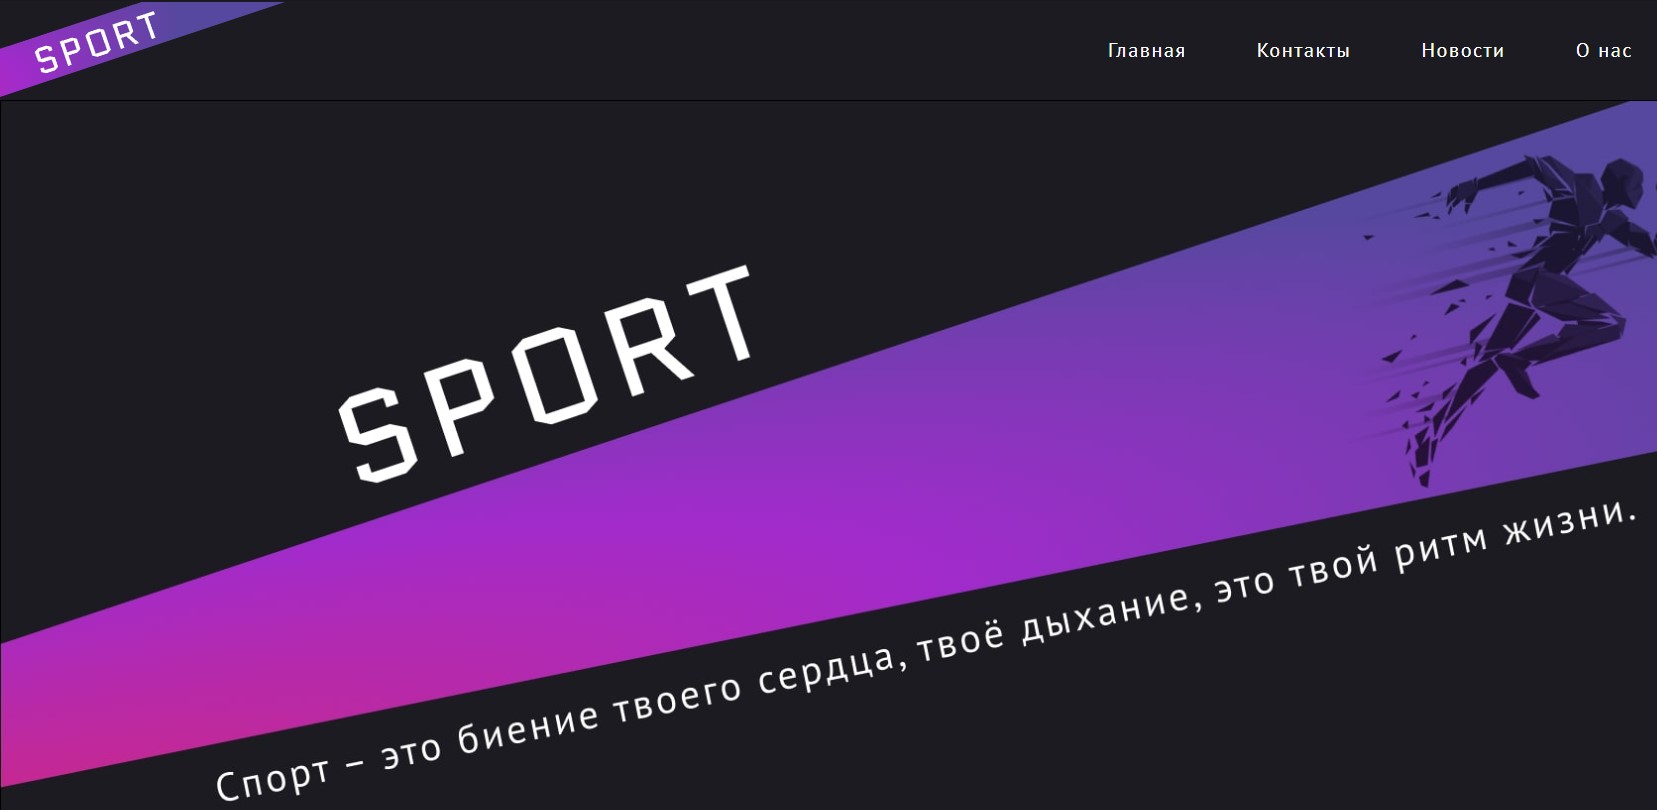 SPORT
Главная
Контакты
Новости
О нас
SPORT
Спорт – это биение твоего сердца, твоё дыхание, это твой ритм жизни.